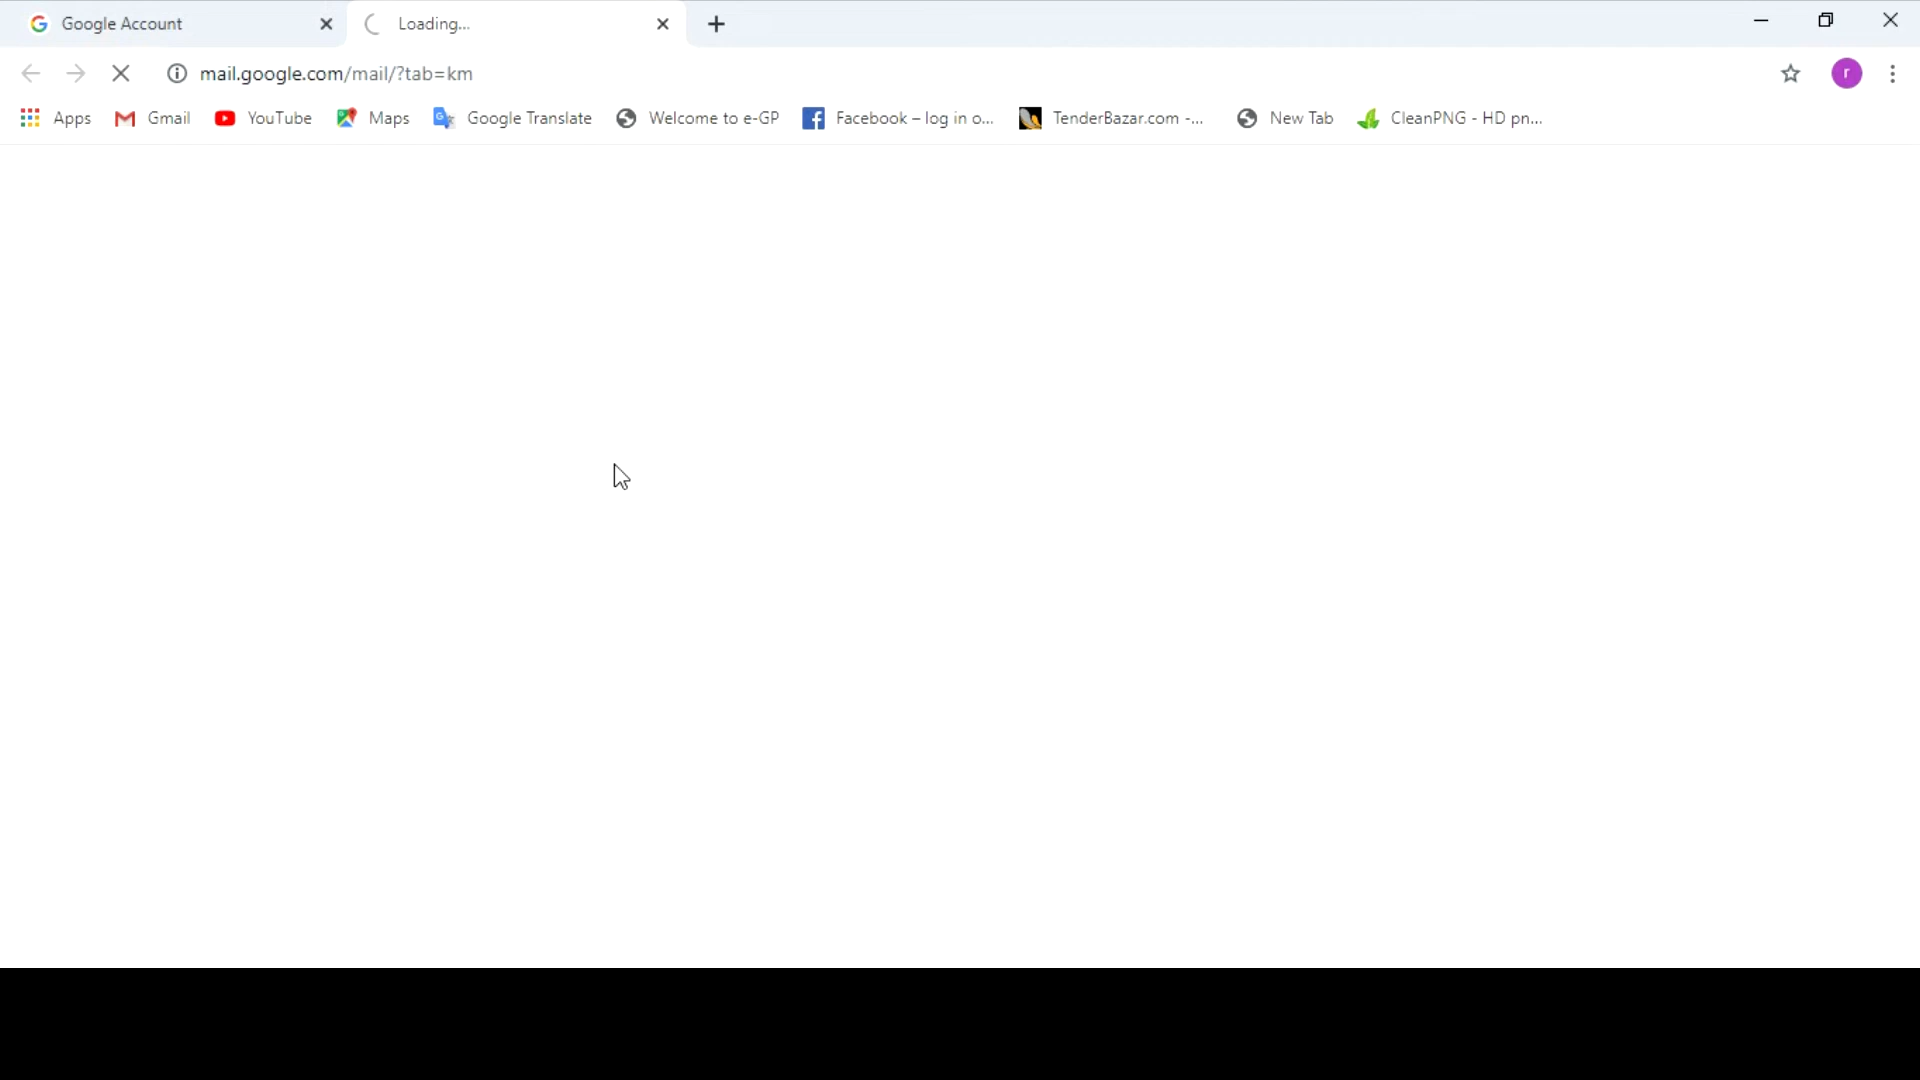 Google Account Loading...
mail.google.com/mail/?tab=km r
Apps Gmail YouTube Maps Google Translate Welcome to e-GP Facebook – log in o... TenderBazar.com -... New Tab CleanPNG - HD pn...